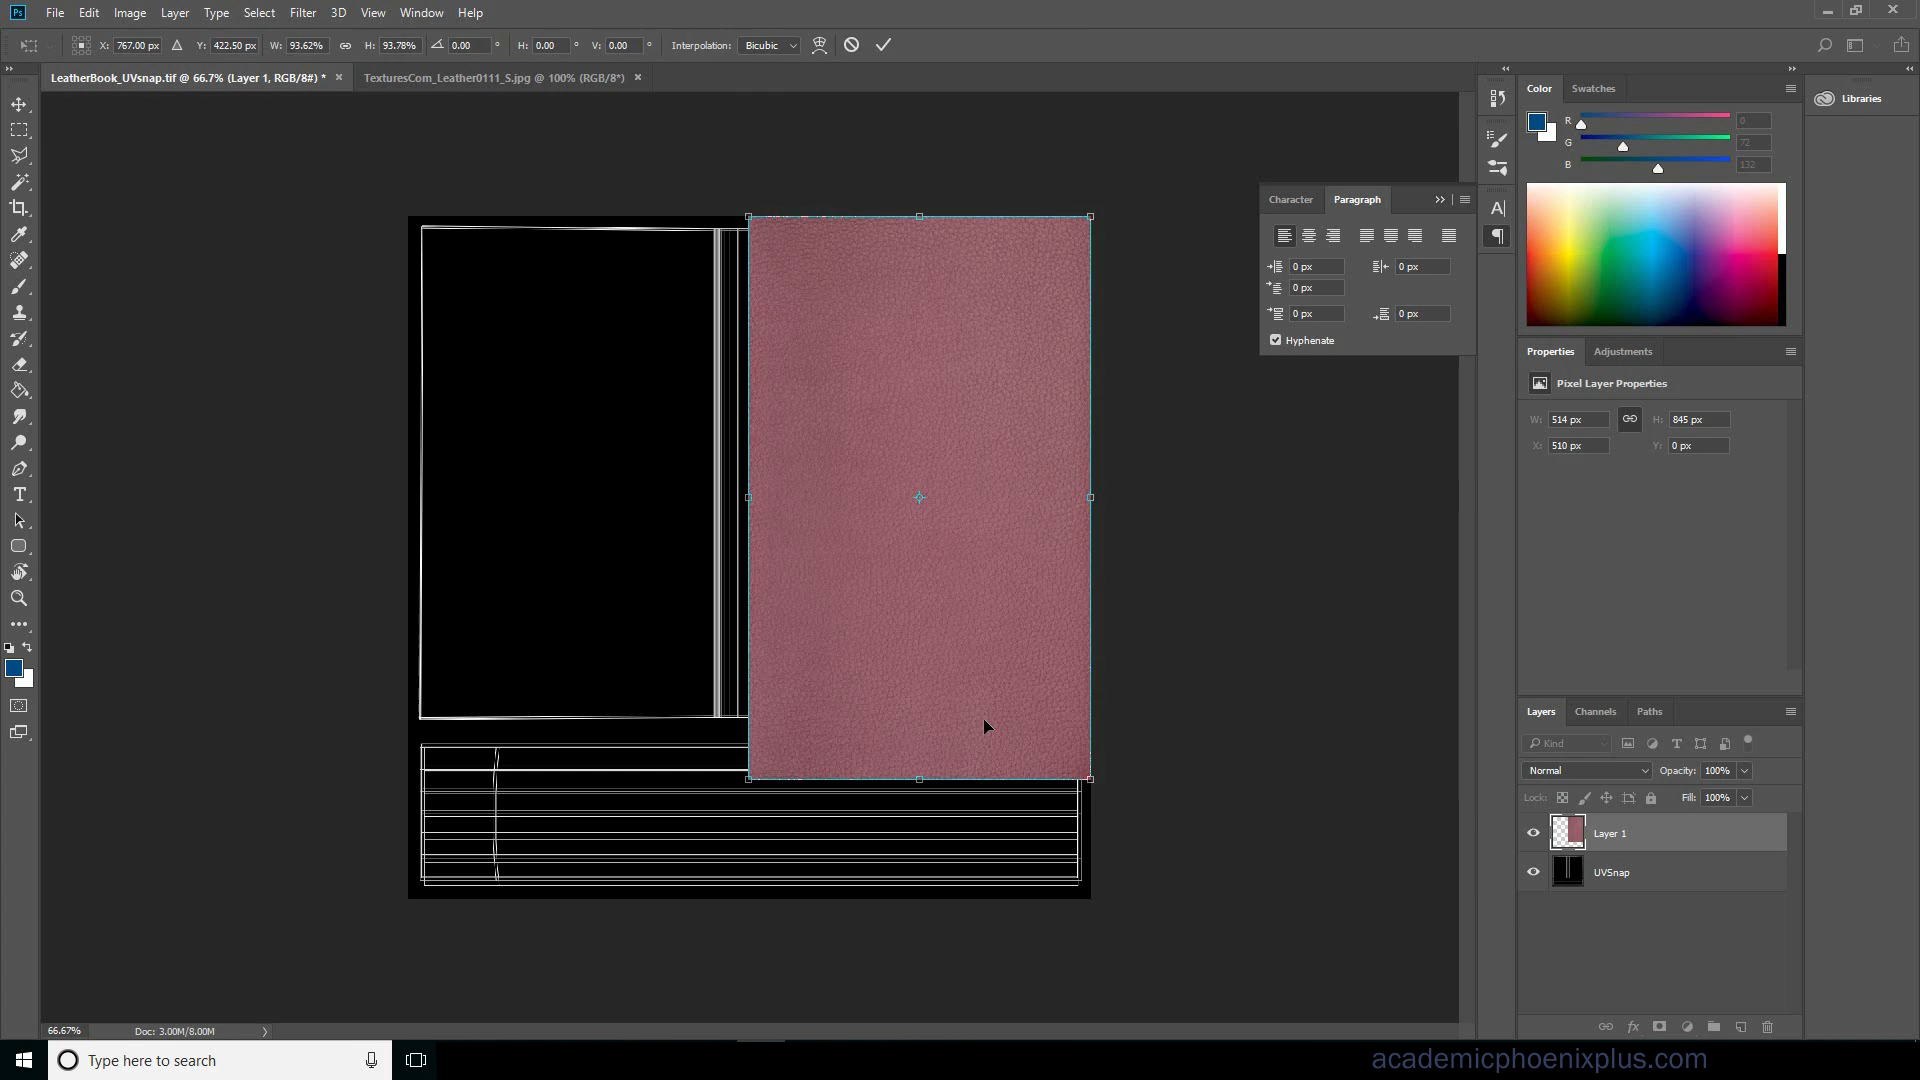 Ps File Edit Image Layer Type Select Filter 3D View Window Help
X: 767.00 px Y: 422.50 px W: 93.62% H: 93.78% 0.00 ° H: 0.00 ° V: 0.00 ° Interpolation: Bicubic
LeatherBook_UVsnap.tif @ 66.7% (Layer 1, RGB/8#) * × TexturesCom_Leather0111_S.jpg @ 100% (RGB/8*) ×
Color Swatches
Libraries
R 0
G 72
B 132
Character Paragraph
0 px 0 px
0 px
0 px 0 px
Hyphenate
Properties Adjustments
Pixel Layer Properties
W: 514 px H: 845 px
X: 510 px Y: 0 px
Layers Channels Paths
Kind
Normal Opacity: 100%
Lock: Fill: 100%
Layer 1
UVSnap
fx
66.67% Doc: 3.00M/8.00M
Type here to search
academicphoenixplus.com